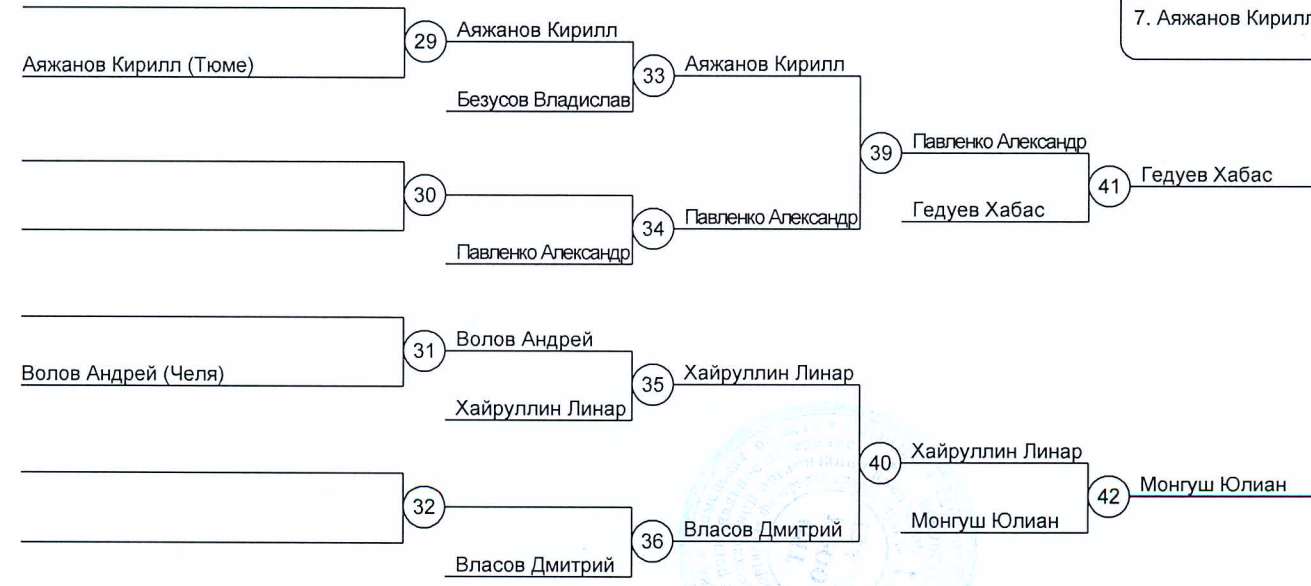 7. Аяжанов Кирилл
29
Аяжанов Кирилл
Аяжанов Кирилл (Тюме)
33
Аяжанов Кирилл
Безусов Владислав
39
Павленко Александр
30
41
Гедуев Хабас
34
Павленко Александр
Гедуев Хабас
Павленко Александр
31
Волов Андрей
Волов Андрей (Челя)
35
Хайруллин Линар
Хайруллин Линар
40
Хайруллин Линар
32
42
Монгуш Юлиан
36
Власов Дмитрий
Монгуш Юлиан
Власов Дмитрий